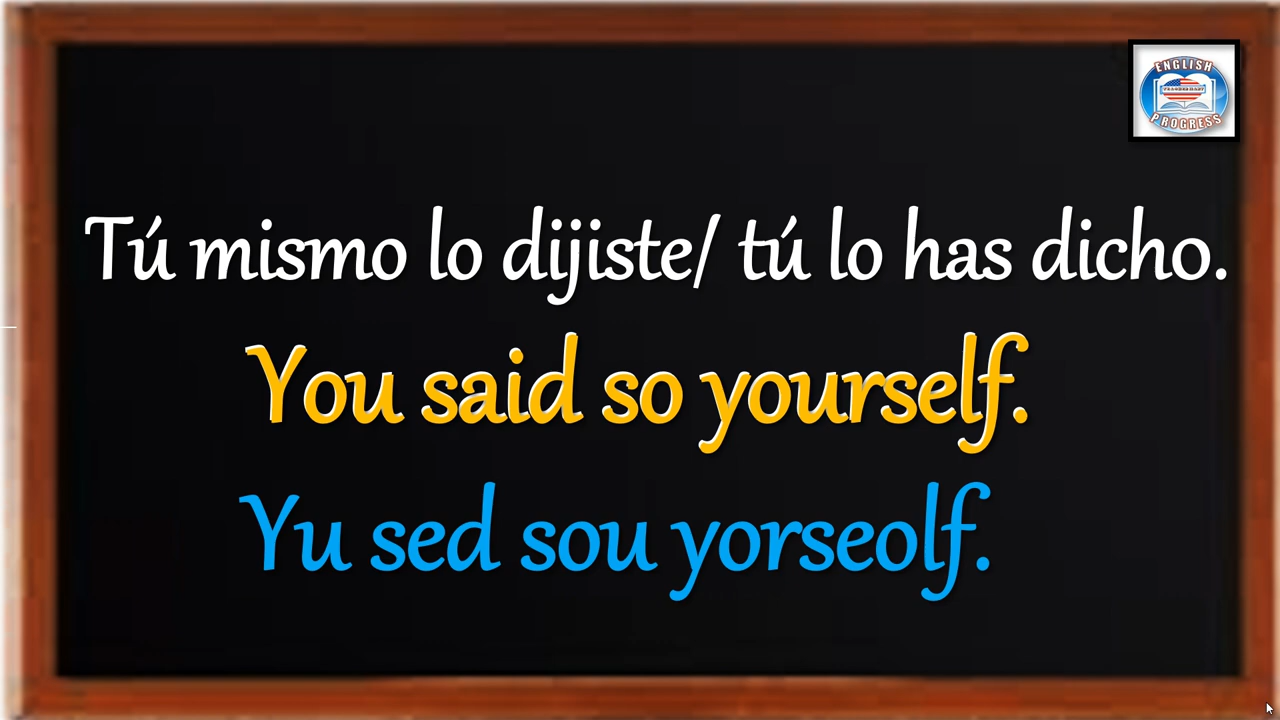 ENGLISH
PROGRESS
Tú mismo lo dijiste/ tú lo has dicho.
You said so yourself.
Yu sed sou yorseolf.